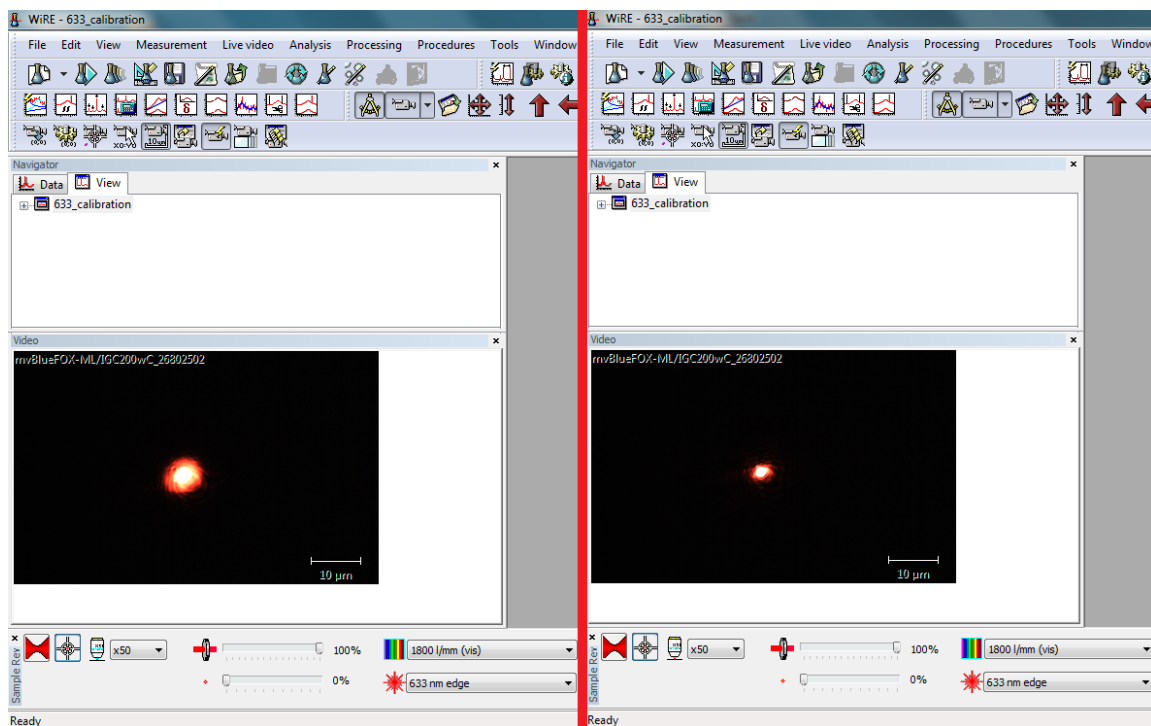 WiRE - 633_calibration
File Edit View Measurement Live video Analysis Processing Procedures Tools Window
Navigator
Data View
633_calibration
Video
mvBlueFOX-ML/IGC200wC_26802502
10 µm
Sample Rev
x50
100%
1800 l/mm (vis)
0%
633 nm edge
Ready
WiRE - 633_calibration
File Edit View Measurement Live video Analysis Processing Procedures Tools Window
Navigator
Data View
633_calibration
Video
mvBlueFOX-ML/IGC200wC_26802502
10 µm
Sample Rev
x50
100%
1800 l/mm (vis)
0%
633 nm edge
Ready